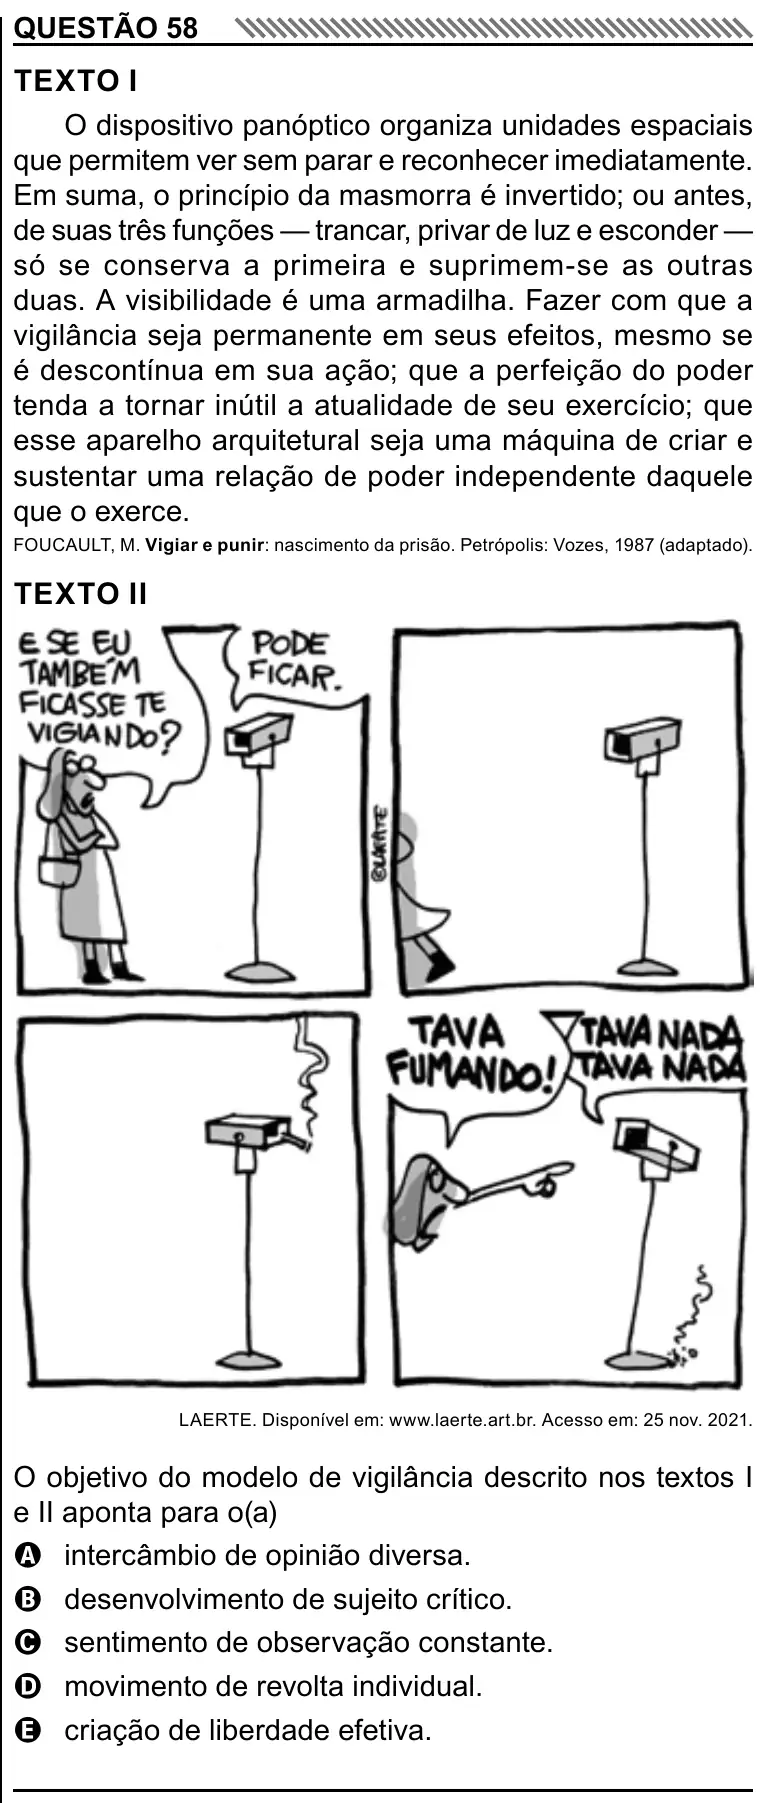 QUESTÃO 58
TEXTO I
O dispositivo panóptico organiza unidades espaciais
que permitem ver sem parar e reconhecer imediatamente.
Em suma, o princípio da masmorra é invertido; ou antes,
de suas três funções — trancar, privar de luz e esconder —
só se conserva a primeira e suprimem-se as outras
duas. A visibilidade é uma armadilha. Fazer com que a
vigilância seja permanente em seus efeitos, mesmo se
é descontínua em sua ação; que a perfeição do poder
tenda a tornar inútil a atualidade de seu exercício; que
esse aparelho arquitetural seja uma máquina de criar e
sustentar uma relação de poder independente daquele
que o exerce.
FOUCAULT, M. Vigiar e punir: nascimento da prisão. Petrópolis: Vozes, 1987 (adaptado).
TEXTO II
E SE EU
TAMBÉM
FICASSE TE
VIGIANDO?
PODE
FICAR.
@LAERTE
TAVA
FUMANDO!
TAVA NADA
TAVA NADA
LAERTE. Disponível em: www.laerte.art.br. Acesso em: 25 nov. 2021.
O objetivo do modelo de vigilância descrito nos textos I
e II aponta para o(a)
A intercâmbio de opinião diversa.
B desenvolvimento de sujeito crítico.
C sentimento de observação constante.
D movimento de revolta individual.
E criação de liberdade efetiva.